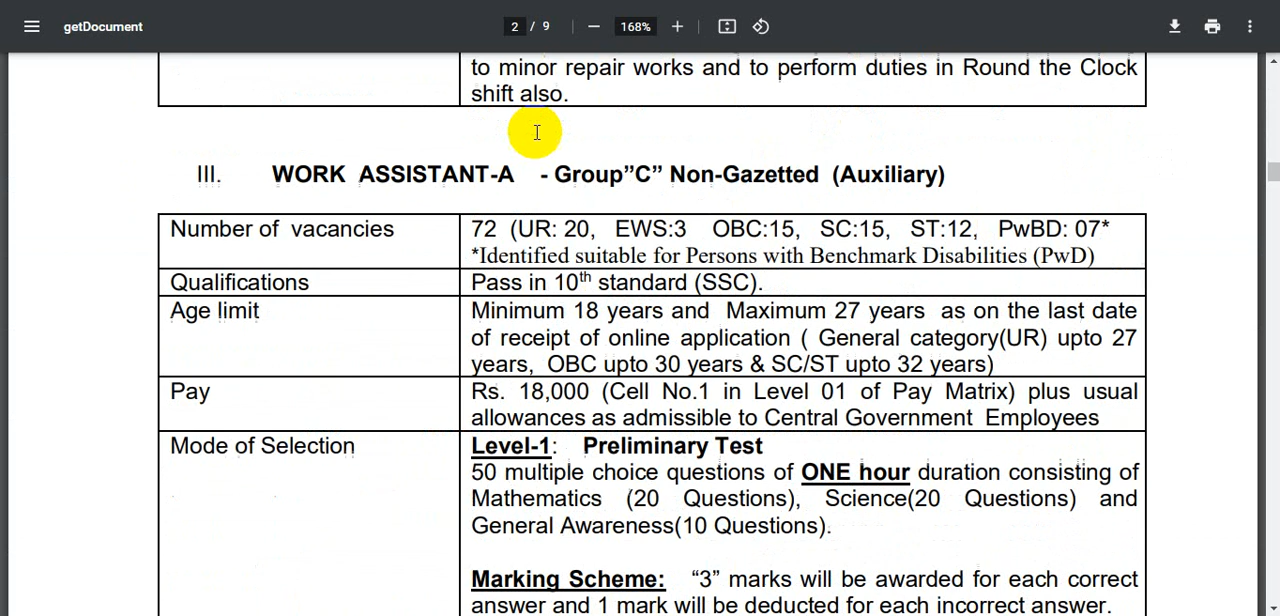 getDocument
2 / 9
168%
to minor repair works and to perform duties in Round the Clock
shift also.
III. WORK ASSISTANT-A - Group"C" Non-Gazetted (Auxiliary)
Number of vacancies
72 (UR: 20, EWS:3 OBC:15, SC:15, ST:12, PwBD: 07*
*Identified suitable for Persons with Benchmark Disabilities (PwD)
Qualifications
Pass in 10th standard (SSC).
Age limit
Minimum 18 years and Maximum 27 years as on the last date
of receipt of online application ( General category(UR) upto 27
years, OBC upto 30 years & SC/ST upto 32 years)
Pay
Rs. 18,000 (Cell No.1 in Level 01 of Pay Matrix) plus usual
allowances as admissible to Central Government Employees
Mode of Selection
Level-1: Preliminary Test
50 multiple choice questions of ONE hour duration consisting of
Mathematics (20 Questions), Science(20 Questions) and
General Awareness(10 Questions).
Marking Scheme: “3” marks will be awarded for each correct
answer and 1 mark will be deducted for each incorrect answer.